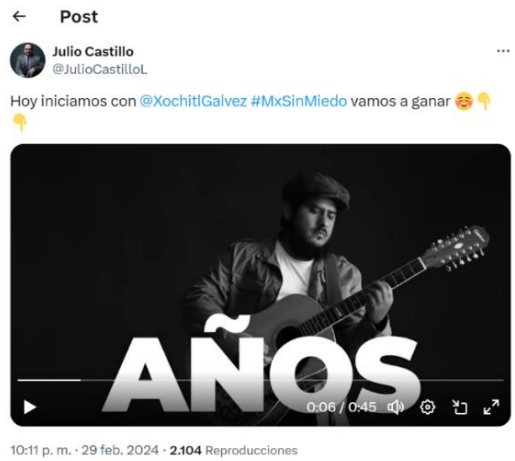 Post
Julio Castillo
@JulioCastilloL
Hoy iniciamos con @XochitlGalvez #MxSinMiedo vamos a ganar ☺️👇
👇
AÑOS
0:06 / 0:45
10:11 p. m. · 29 feb. 2024 · 2.104 Reproducciones